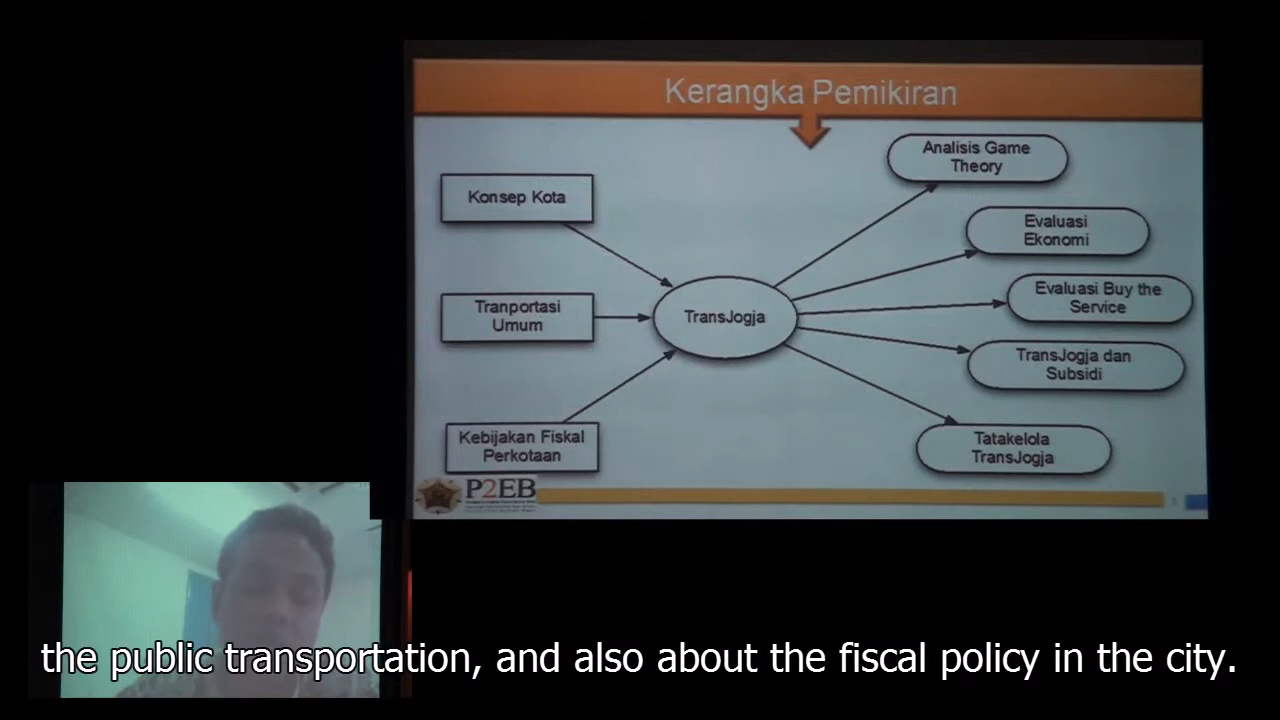 Kerangka Pemikiran
Analisis Game
Theory
Konsep Kota
Evaluasi
Ekonomi
Evaluasi Buy the
Service
Tranportasi
Umum
TransJogja
TransJogja dan
Subsidi
Kebijakan Fiskal
Perkotaan
Tatakelola
TransJogja
P2EB
the public transportation, and also about the fiscal policy in the city.